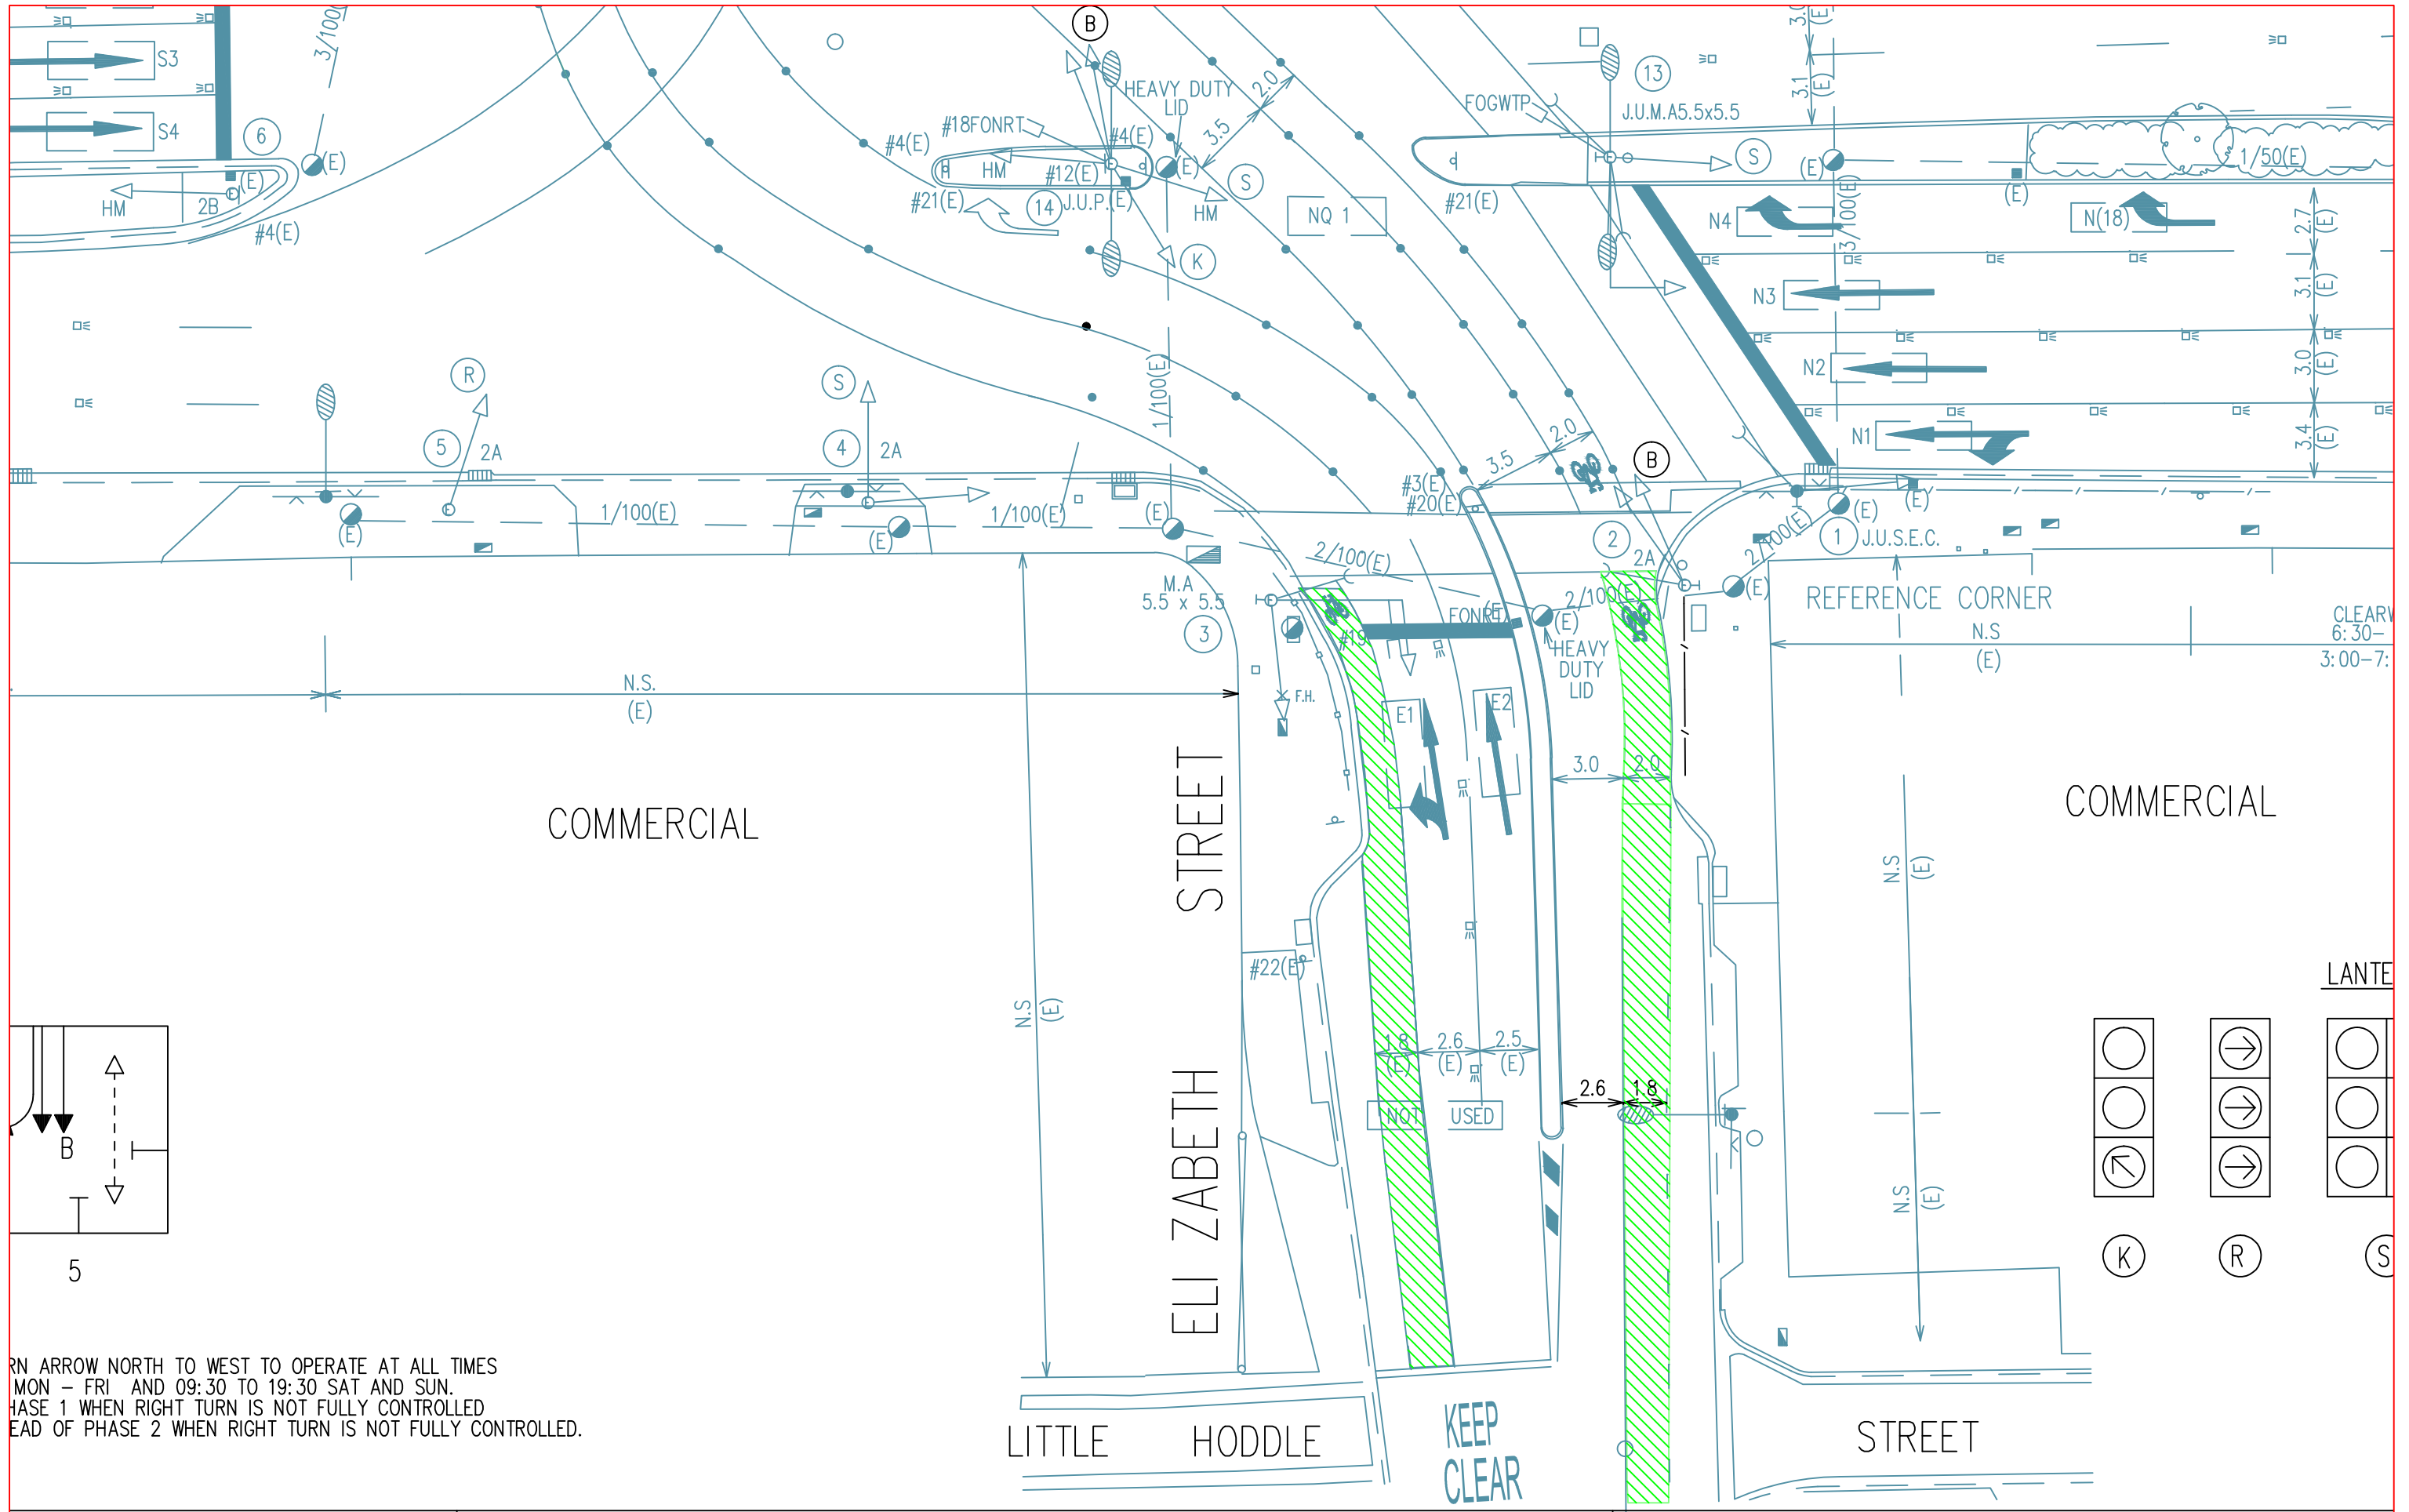 3/100(
B
S3
S4
6
(E)
(E)
HM
2B
#4(E)
#18FONRT
#4(E)
HM
#12(E)
#21(E)
14
J.U.P.(E)
HEAVY DUTY
LID
#4(E)
(E)
2.0
3.5
S
HM
K
NQ 1
13
FOGWTP
J.U.M.A5.5x5.5
S
#21(E)
(E)
3.1
(E)
1/50(E)
(E)
N4
3/100(E)
N(18)
2.7
(E)
N3
3.1
(E)
N2
3.0
(E)
N1
3.4
(E)
R
5
2A
S
4
2A
1/100(E)
3.5
2.0
B
#3(E)
#20(E)
(E)
1/100(E)
(E)
1/100(E)
(E)
2/100(E)
2
2A
2/100(E)
(E)
(E)
1
J.U.S.E.C.
M.A
5.5 x 5.5
3
#19
FONRT
(E)
2/100(E)
(E)
(E)
HEAVY
DUTY
LID
REFERENCE CORNER
N.S
(E)
CLEARW
6:30-
3:00-7:
N.S.
(E)
F.H.
E1
E2
3.0
2.0
COMMERCIAL
STREET
COMMERCIAL
N.S
(E)
#22(E)
N.S
(E)
1.8
(E)
2.6
(E)
2.5
(E)
2.6
1.8
NOT USED
LANTE
B
5
ELIZABETH
N.S
(E)
K
R
S
RN ARROW NORTH TO WEST TO OPERATE AT ALL TIMES
MON - FRI AND 09:30 TO 19:30 SAT AND SUN.
HASE 1 WHEN RIGHT TURN IS NOT FULLY CONTROLLED
EAD OF PHASE 2 WHEN RIGHT TURN IS NOT FULLY CONTROLLED.
LITTLE HODDLE STREET
KEEP
CLEAR